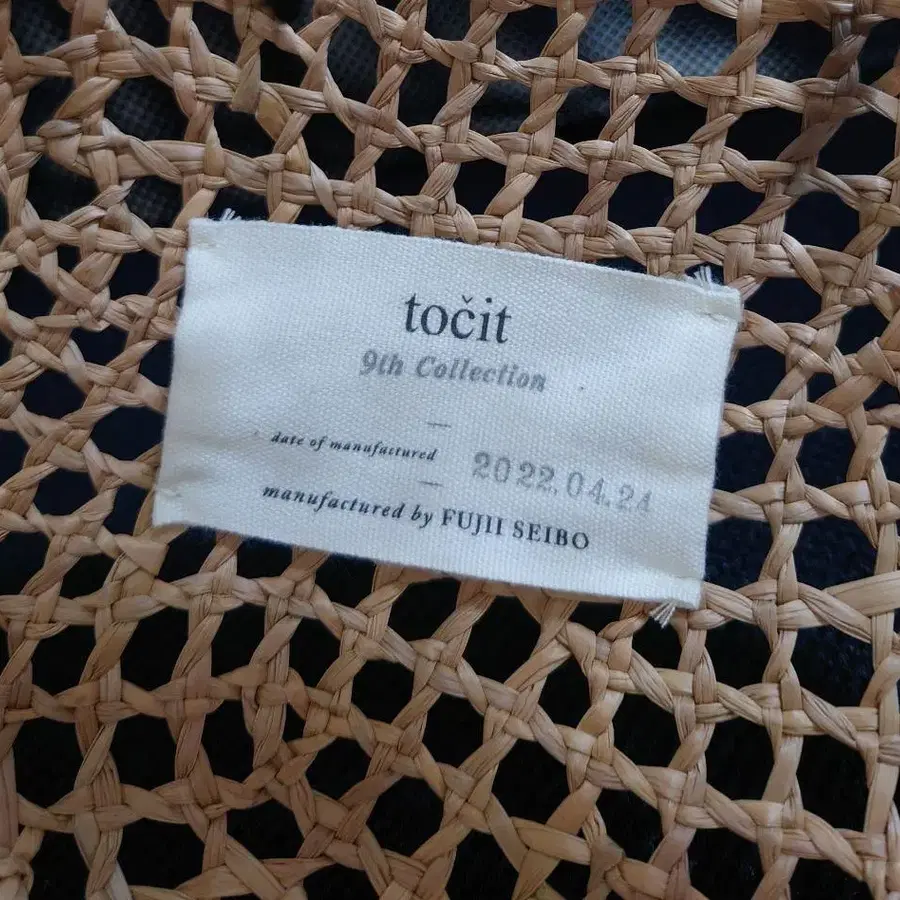 točit
9th Collection
date of manufactured 2022.04.24
manufactured by FUJII SEIBO